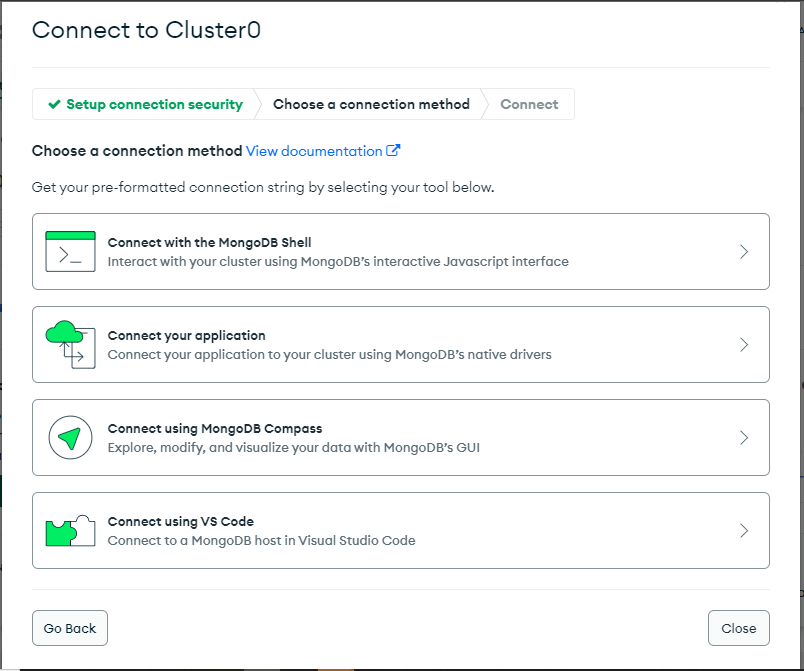 Connect to Cluster0
Setup connection security
Choose a connection method
Connect
Choose a connection method View documentation
Get your pre-formatted connection string by selecting your tool below.
Connect with the MongoDB Shell
Interact with your cluster using MongoDB's interactive Javascript interface
Connect your application
Connect your application to your cluster using MongoDB's native drivers
Connect using MongoDB Compass
Explore, modify, and visualize your data with MongoDB's GUI
Connect using VS Code
Connect to a MongoDB host in Visual Studio Code
Go Back
Close